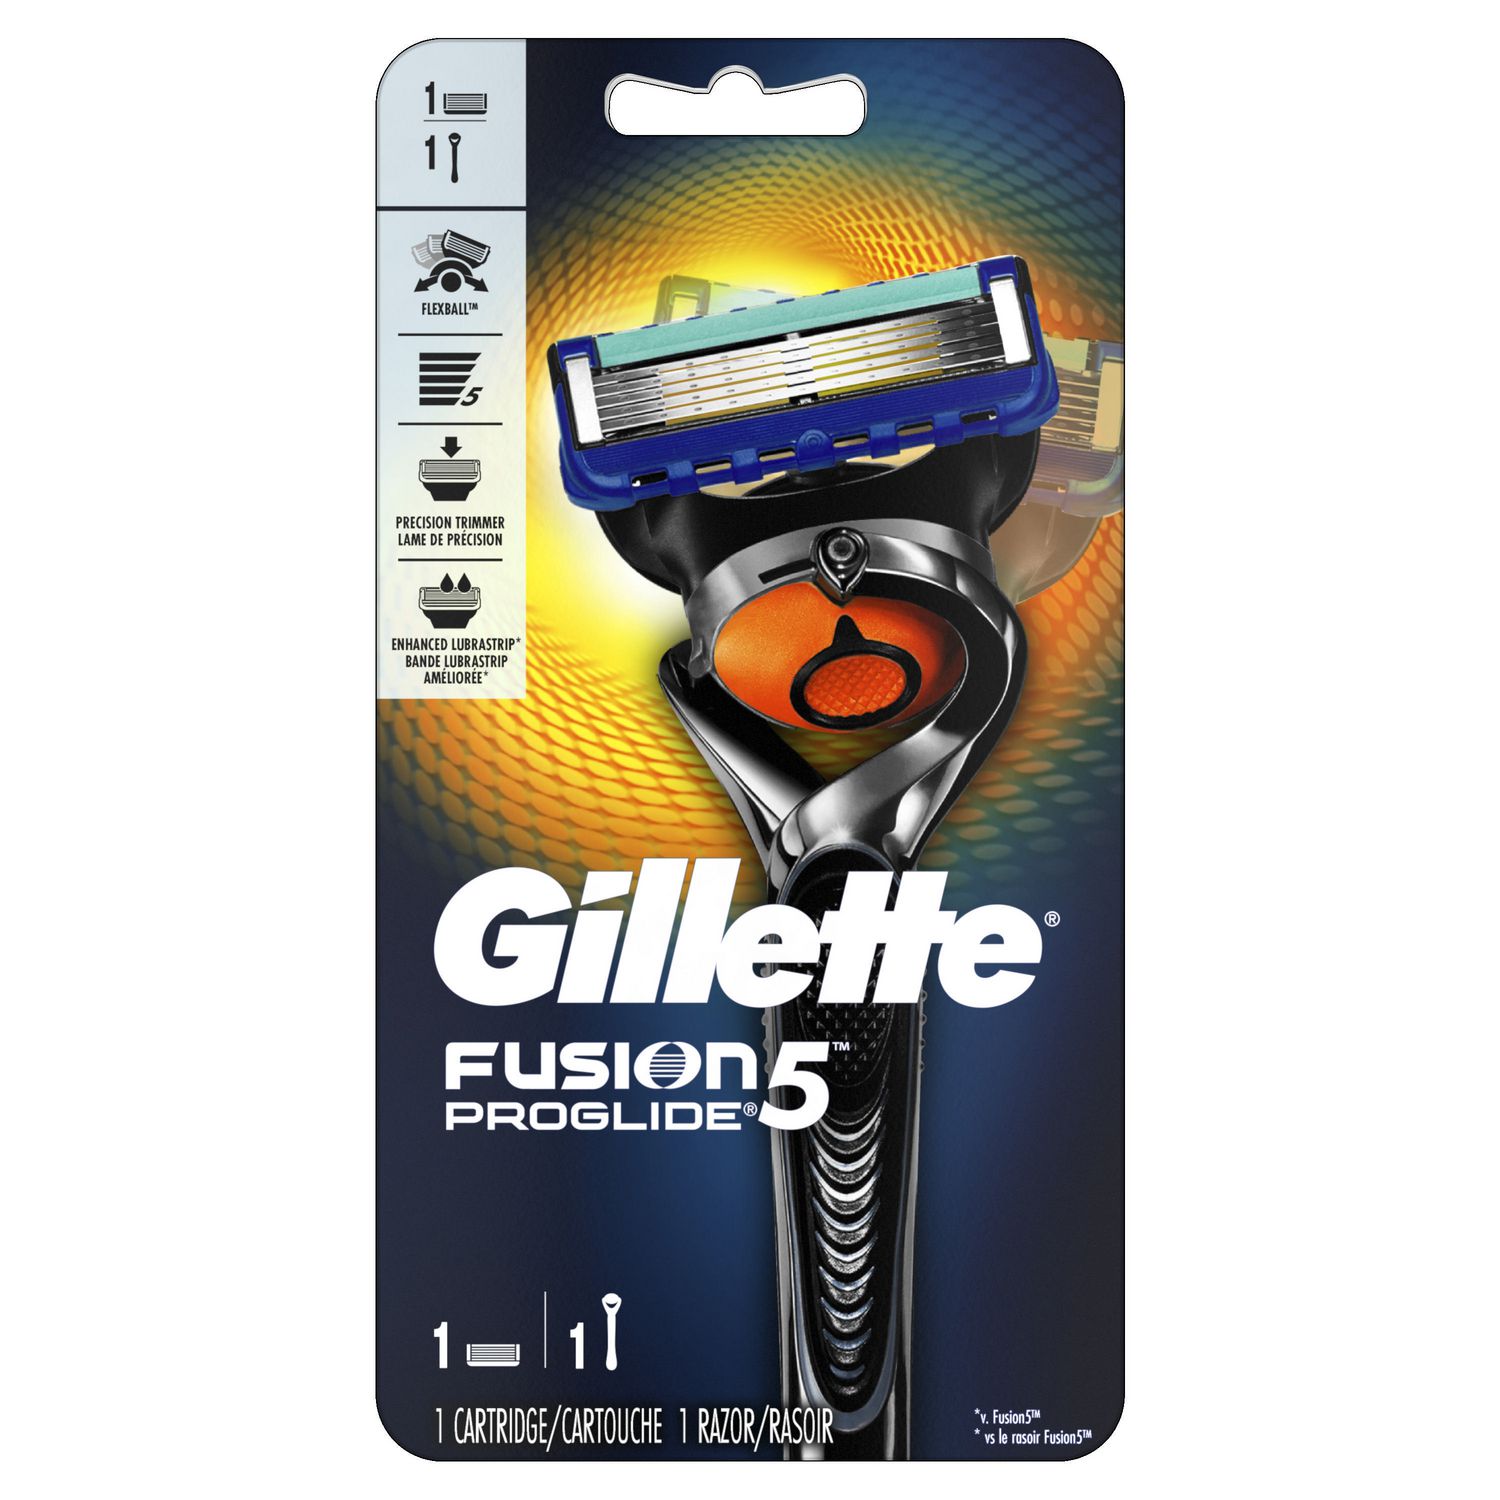 1
1
FLEXBALL™
5
PRECISION TRIMMER
LAME DE PRÉCISION
ENHANCED LUBRASTRIP*
BANDE LUBRASTRIP
AMÉLIORÉE*
Gillette®
FUSION5™
PROGLIDE®
1 1
1 CARTRIDGE/CARTOUCHE 1 RAZOR/RASOIR
*v. Fusion5™
* vs le rasoir Fusion5™